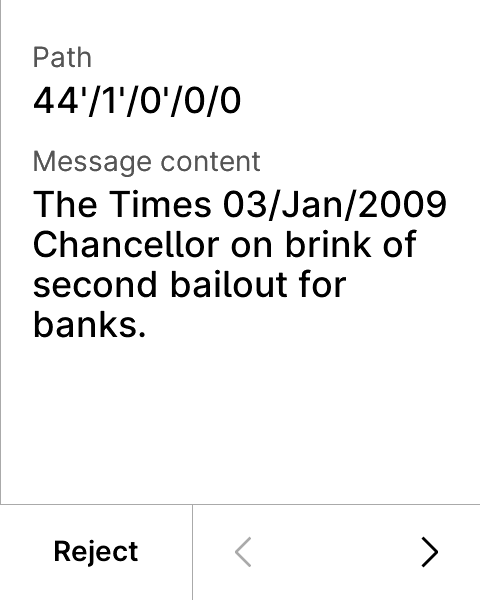 Path
44'/1'/0'/0/0
Message content
The Times 03/Jan/2009
Chancellor on brink of
second bailout for
banks.
Reject